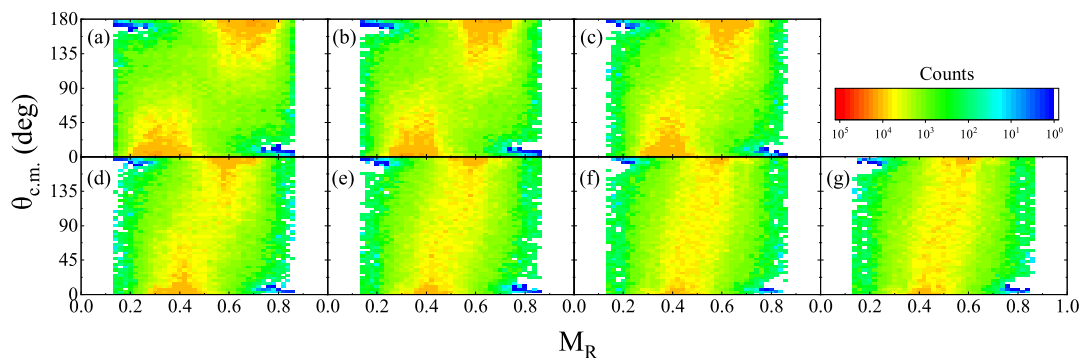 180
135
90
45
0
(a)
(b)
(c)
Counts
10⁵ 10⁴ 10³ 10² 10¹ 10⁰
θc.m. (deg)
(d)
(e)
(f)
(g)
135
90
45
0
0.0 0.2 0.4 0.6 0.8 0.0 0.2 0.4 0.6 0.8 0.0 0.2 0.4 0.6 0.8 0.0 0.2 0.4 0.6 0.8 1.0
MR